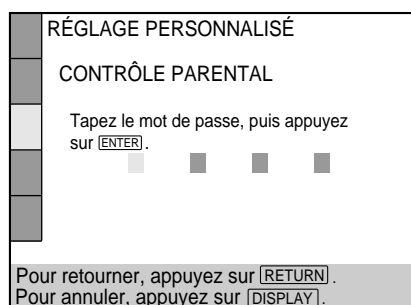 RÉGLAGE PERSONNALISÉ
CONTRÔLE PARENTAL
Tapez le mot de passe, puis appuyez
sur ENTER .
Pour retourner, appuyez sur RETURN .
Pour annuler, appuyez sur DISPLAY .